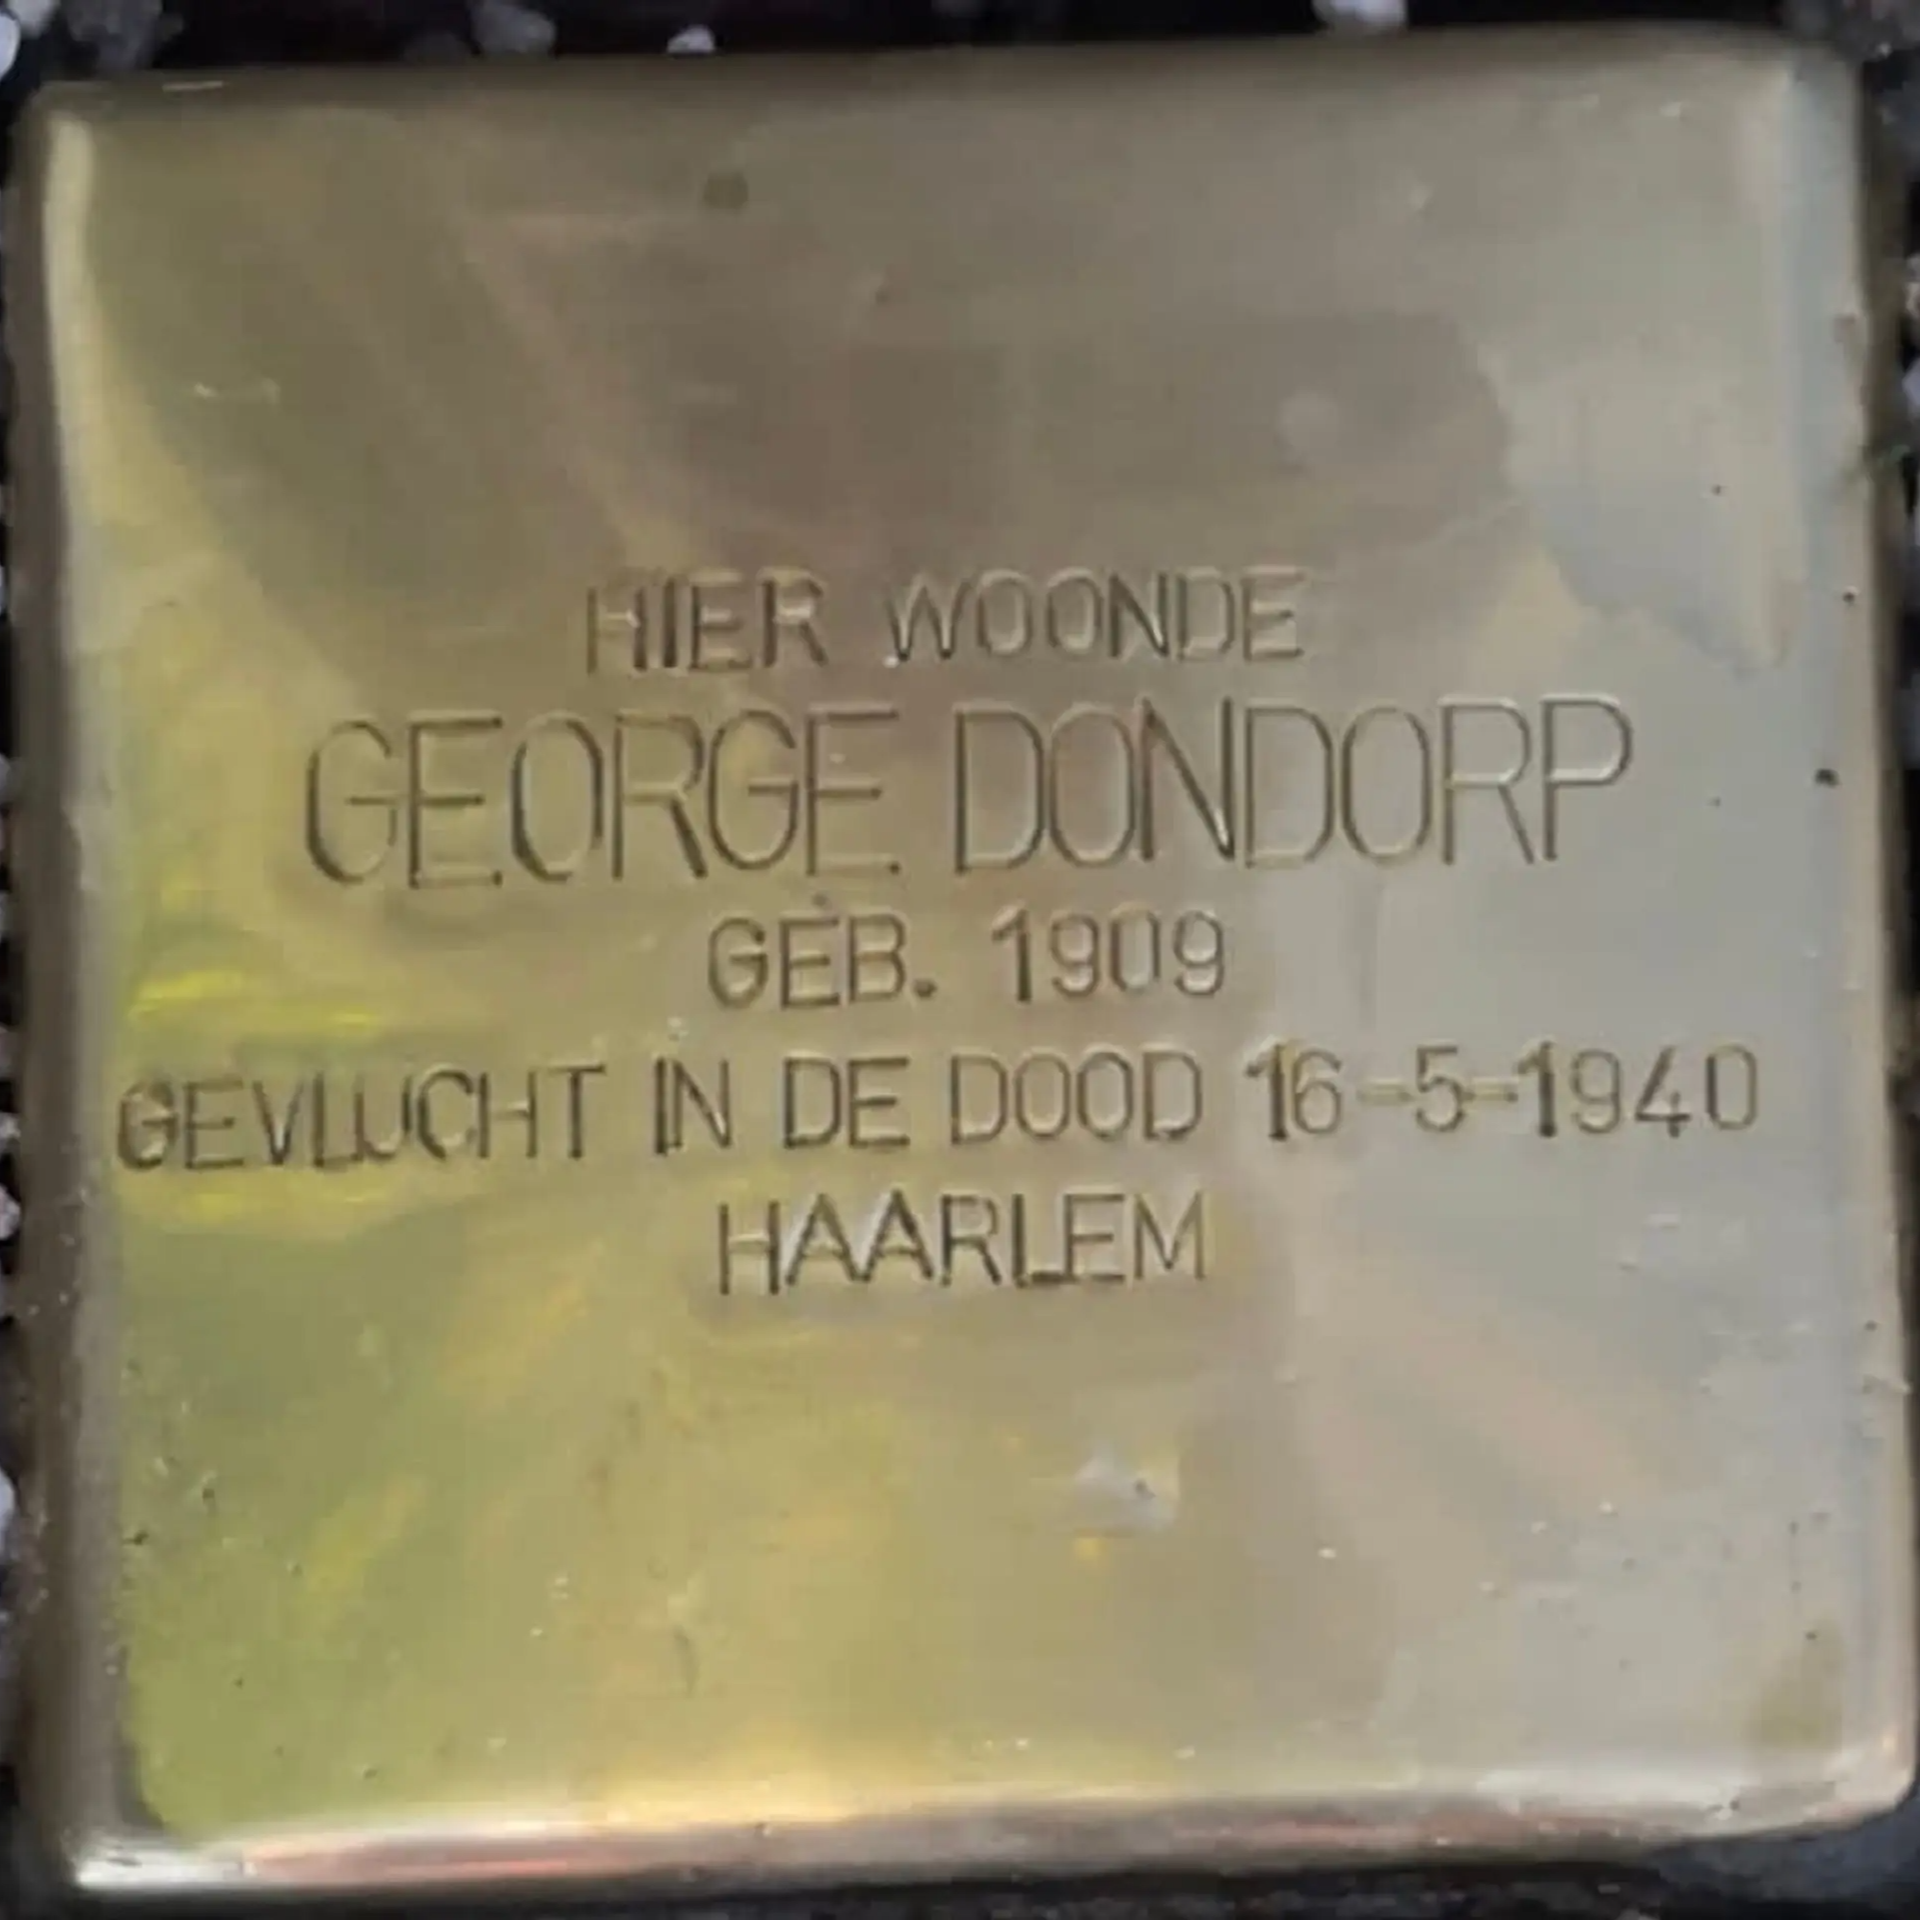 HIER WOONDE
GEORGE DONDORP
GEB. 1909
GEVLUCHT IN DE DOOD 16-5-1940
HAARLEM